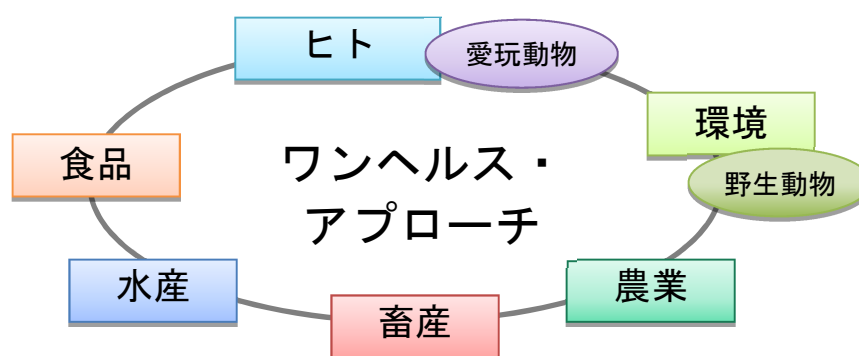 ヒト
愛玩動物
環境
野生動物
食品
ワンヘルス・
アプローチ
水産
農業
畜産